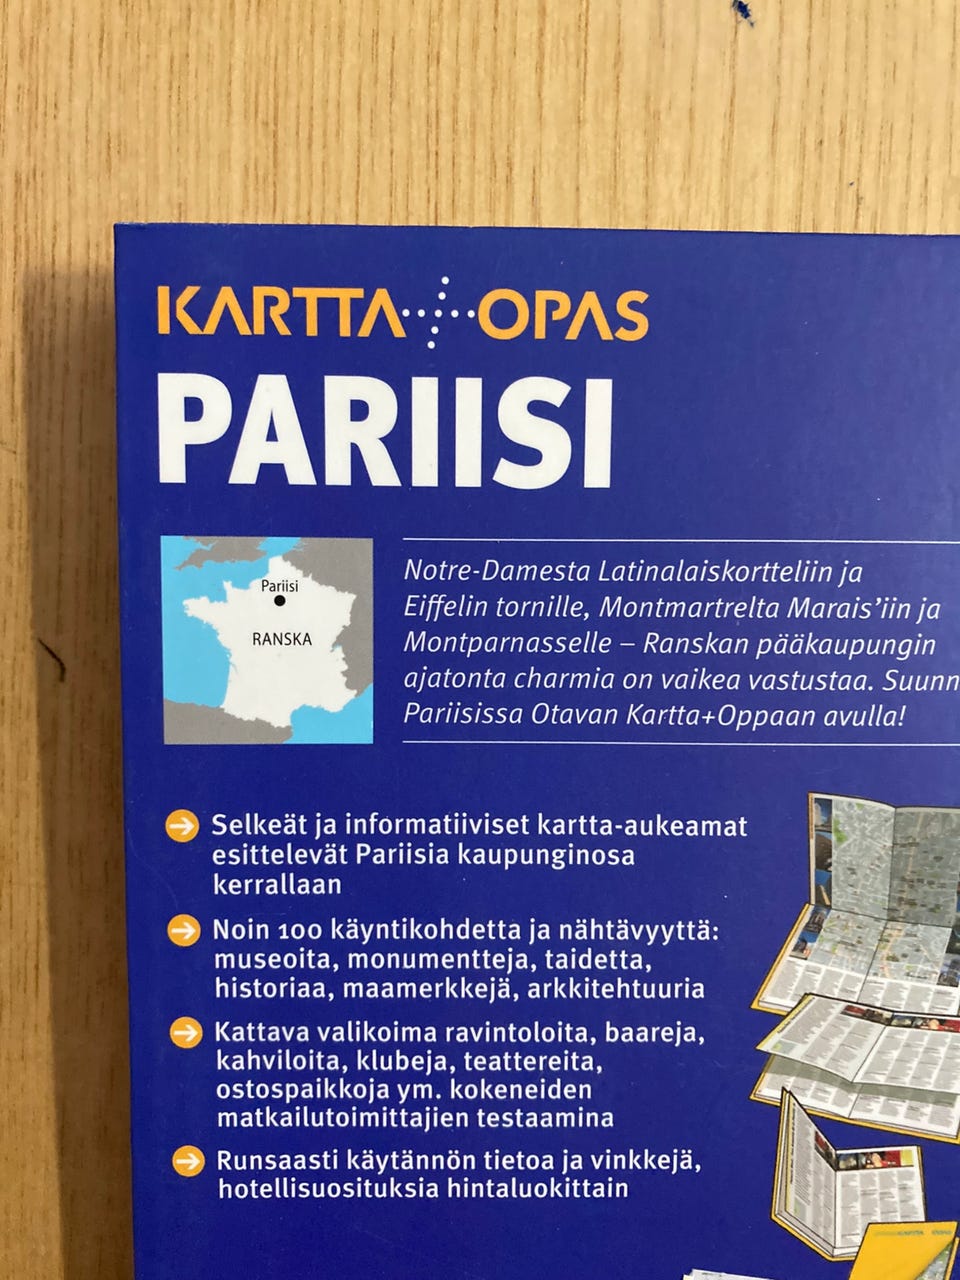 KARTTA+OPAS
PARIISI
Pariisi
RANSKA
Notre-Damesta Latinalaiskortteliin ja
Eiffelin tornille, Montmartrelta Marais'iin ja
Montparnasselle – Ranskan pääkaupungin
ajatonta charmia on vaikea vastustaa. Suunn
Pariisissa Otavan Kartta+Oppaan avulla!
Selkeät ja informatiiviset kartta-aukeamat
esittelevät Pariisia kaupunginosa
kerrallaan
Noin 100 käyntikohdetta ja nähtävyyttä:
museoita, monumentteja, taidetta,
historiaa, maamerkkejä, arkkitehtuuria
Kattava valikoima ravintoloita, baareja,
kahviloita, klubeja, teattereita,
ostospaikkoja ym. kokeneiden
matkailutoimittajien testaamina
Runsaasti käytännön tietoa ja vinkkejä,
hotellisuosituksia hintaluokittain